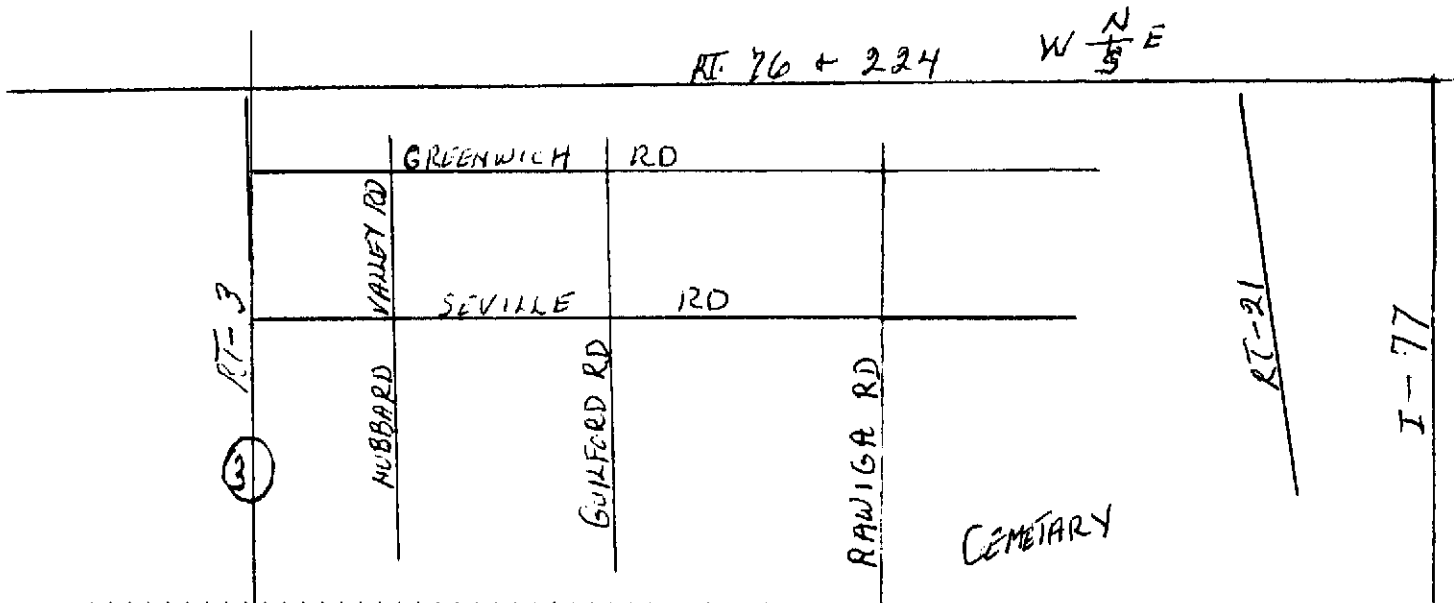 W N E
S
RT. 76 + 224
GREENWICH RD
HUBBARD VALLEY RD
SEVILLE RD
RT-3
3
GUILFORD RD
RAWIGA RD
CEMETARY
RT-21
I-77